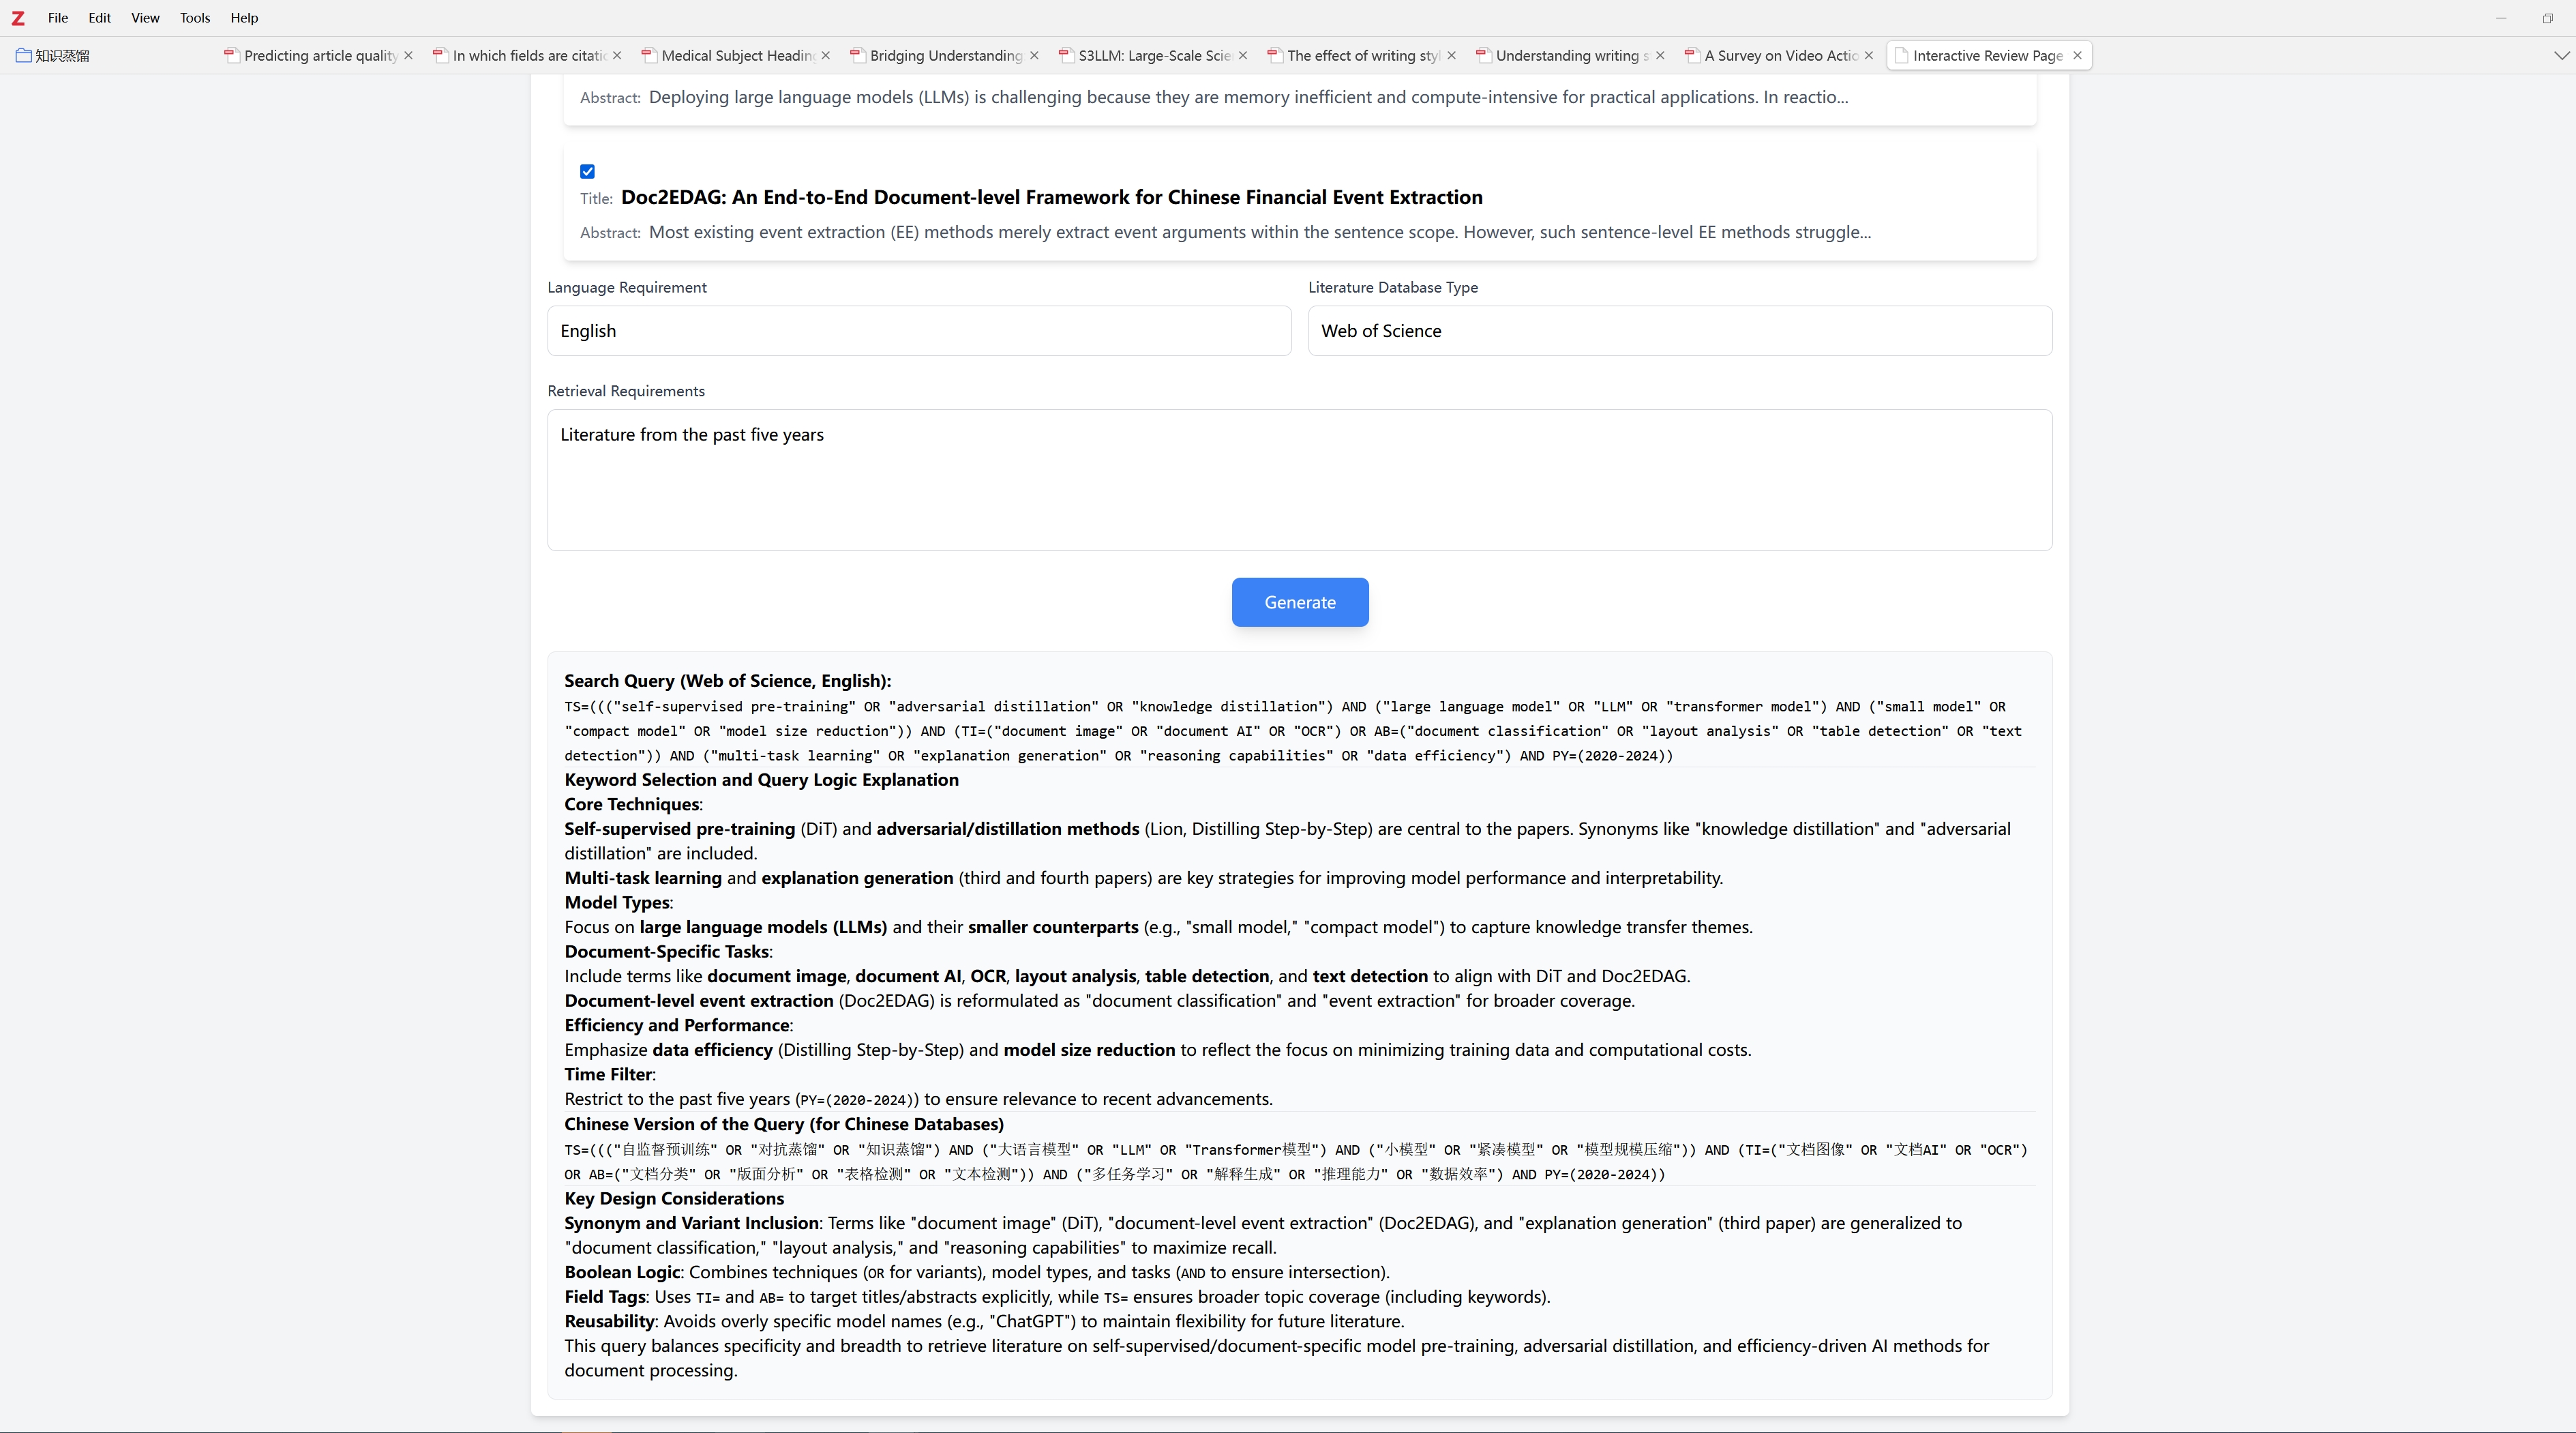 Z File Edit View Tools Help
知识蒸馏 Predicting article quality In which fields are citatic Medical Subject Heading Bridging Understanding S3LLM: Large-Scale Scie The effect of writing styl Understanding writing s A Survey on Video Actio Interactive Review Page
Abstract: Deploying large language models (LLMs) is challenging because they are memory inefficient and compute-intensive for practical applications. In reactio...
Title: Doc2EDAG: An End-to-End Document-level Framework for Chinese Financial Event Extraction
Abstract: Most existing event extraction (EE) methods merely extract event arguments within the sentence scope. However, such sentence-level EE methods struggle...
Language Requirement Literature Database Type
English Web of Science
Retrieval Requirements
Literature from the past five years
Generate
Search Query (Web of Science, English):
TS=((("self-supervised pre-training" OR "adversarial distillation" OR "knowledge distillation") AND ("large language model" OR "LLM" OR "transformer model") AND ("small model" OR
"compact model" OR "model size reduction")) AND (TI=("document image" OR "document AI" OR "OCR") OR AB=("document classification" OR "layout analysis" OR "table detection" OR "text
detection")) AND ("multi-task learning" OR "explanation generation" OR "reasoning capabilities" OR "data efficiency") AND PY=(2020-2024))
Keyword Selection and Query Logic Explanation
Core Techniques:
Self-supervised pre-training (DiT) and adversarial/distillation methods (Lion, Distilling Step-by-Step) are central to the papers. Synonyms like "knowledge distillation" and "adversarial
distillation" are included.
Multi-task learning and explanation generation (third and fourth papers) are key strategies for improving model performance and interpretability.
Model Types:
Focus on large language models (LLMs) and their smaller counterparts (e.g., "small model," "compact model") to capture knowledge transfer themes.
Document-Specific Tasks:
Include terms like document image, document AI, OCR, layout analysis, table detection, and text detection to align with DiT and Doc2EDAG.
Document-level event extraction (Doc2EDAG) is reformulated as "document classification" and "event extraction" for broader coverage.
Efficiency and Performance:
Emphasize data efficiency (Distilling Step-by-Step) and model size reduction to reflect the focus on minimizing training data and computational costs.
Time Filter:
Restrict to the past five years (PY=(2020-2024)) to ensure relevance to recent advancements.
Chinese Version of the Query (for Chinese Databases)
TS=((("自监督预训练" OR "对抗蒸馏" OR "知识蒸馏") AND ("大语言模型" OR "LLM" OR "Transformer模型") AND ("小模型" OR "紧凑模型" OR "模型规模压缩")) AND (TI=("文档图像" OR "文档AI" OR "OCR")
OR AB=("文档分类" OR "版面分析" OR "表格检测" OR "文本检测")) AND ("多任务学习" OR "解释生成" OR "推理能力" OR "数据效率") AND PY=(2020-2024))
Key Design Considerations
Synonym and Variant Inclusion: Terms like "document image" (DiT), "document-level event extraction" (Doc2EDAG), and "explanation generation" (third paper) are generalized to
"document classification," "layout analysis," and "reasoning capabilities" to maximize recall.
Boolean Logic: Combines techniques (OR for variants), model types, and tasks (AND to ensure intersection).
Field Tags: Uses TI= and AB= to target titles/abstracts explicitly, while TS= ensures broader topic coverage (including keywords).
Reusability: Avoids overly specific model names (e.g., "ChatGPT") to maintain flexibility for future literature.
This query balances specificity and breadth to retrieve literature on self-supervised/document-specific model pre-training, adversarial distillation, and efficiency-driven AI methods for
document processing.